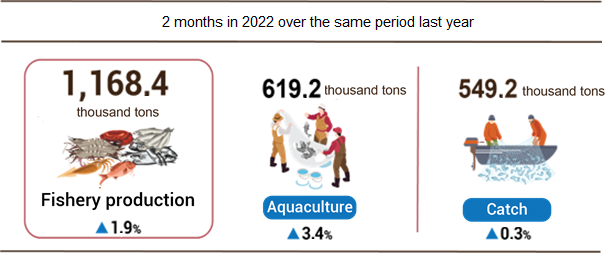 2 months in 2022 over the same period last year
1,168.4
thousand tons
Fishery production
▲1.9%
619.2 thousand tons
Aquaculture
▲3.4%
549.2 thousand tons
Catch
▲0.3%